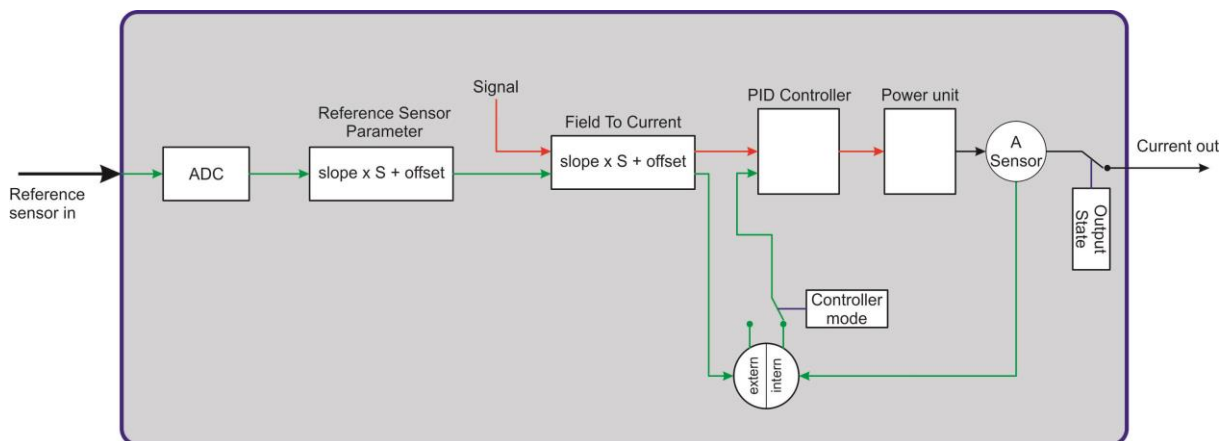 Signal
PID Controller
Power unit
Reference Sensor
Parameter
Field To Current
A
Sensor
Current out
ADC
slope x S + offset
slope x S + offset
Reference
sensor in
Output
State
Controller
mode
extern
intern